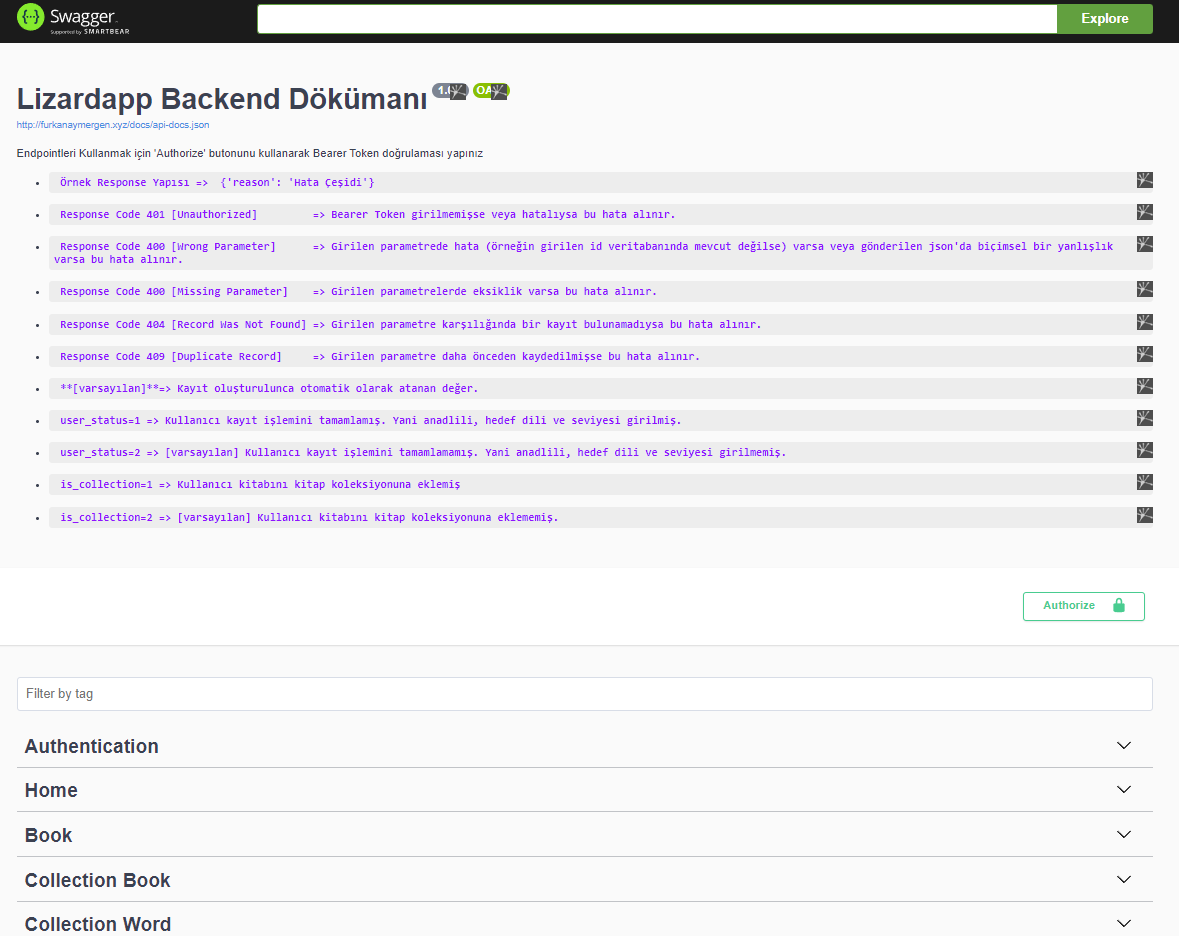 Swagger
Supported by SMARTBEAR
Explore
Lizardapp Backend Dökümanı
http://furkanaymergen.xyz/docs/api-docs.json
Endpointleri Kullanmak için 'Authorize' butonunu kullanarak Bearer Token doğrulaması yapınız
Örnek Response Yapısı => {'reason': 'Hata Çeşidi'}
Response Code 401 [Unauthorized] => Bearer Token girilmemişse veya hatalıysa bu hata alınır.
Response Code 400 [Wrong Parameter] => Girilen parametrede hata (örneğin girilen id veritabanında mevcut değilse) varsa veya gönderilen json'da biçimsel bir yanlışlık
varsa bu hata alınır.
Response Code 400 [Missing Parameter] => Girilen parametrelerde eksiklik varsa bu hata alınır.
Response Code 404 [Record Was Not Found] => Girilen parametre karşılığında bir kayıt bulunamadıysa bu hata alınır.
Response Code 409 [Duplicate Record] => Girilen parametre daha önceden kaydedilmişse bu hata alınır.
**[varsayılan]**=> Kayıt oluşturulunca otomatik olarak atanan değer.
user_status=1 => Kullanıcı kayıt işlemini tamamlamış. Yani anadlili, hedef dili ve seviyesi girilmiş.
user_status=2 => [varsayılan] Kullanıcı kayıt işlemini tamamlamamış. Yani anadlili, hedef dili ve seviyesi girilmemiş.
is_collection=1 => Kullanıcı kitabını kitap koleksiyonuna eklemiş
is_collection=2 => [varsayılan] Kullanıcı kitabını kitap koleksiyonuna eklememiş.
Authorize
Filter by tag
Authentication
Home
Book
Collection Book
Collection Word